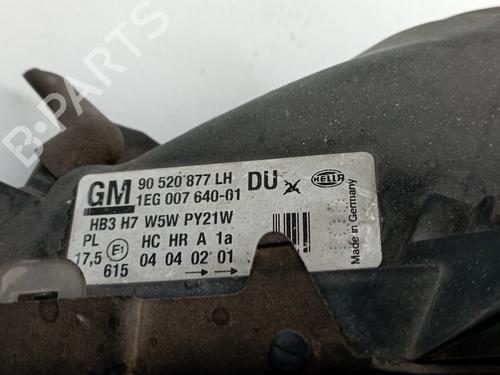 B-PARTS
GM 90 520 877 LH DU HELLA
1EG 007 640-01
HB3 H7 W5W PY21W
PL E1 HC HR A 1a
17,5 615 04 04 02 01
Made in Germany